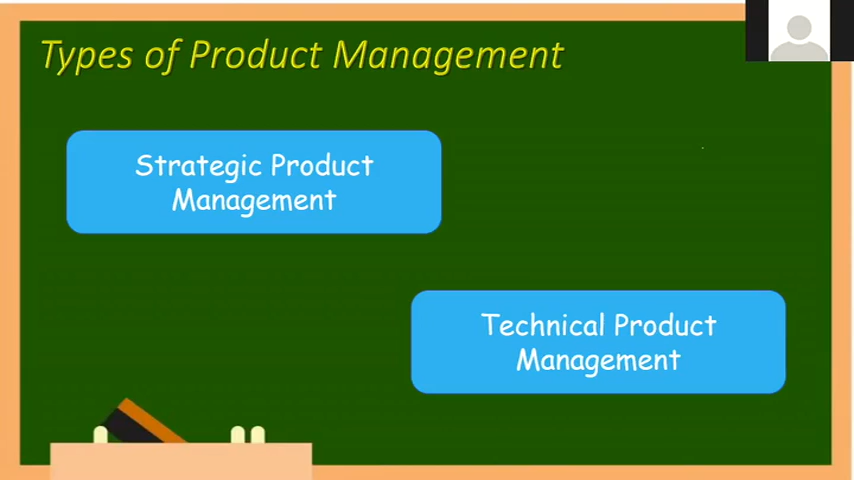 Types of Product Management
Strategic Product
Management
Technical Product
Management